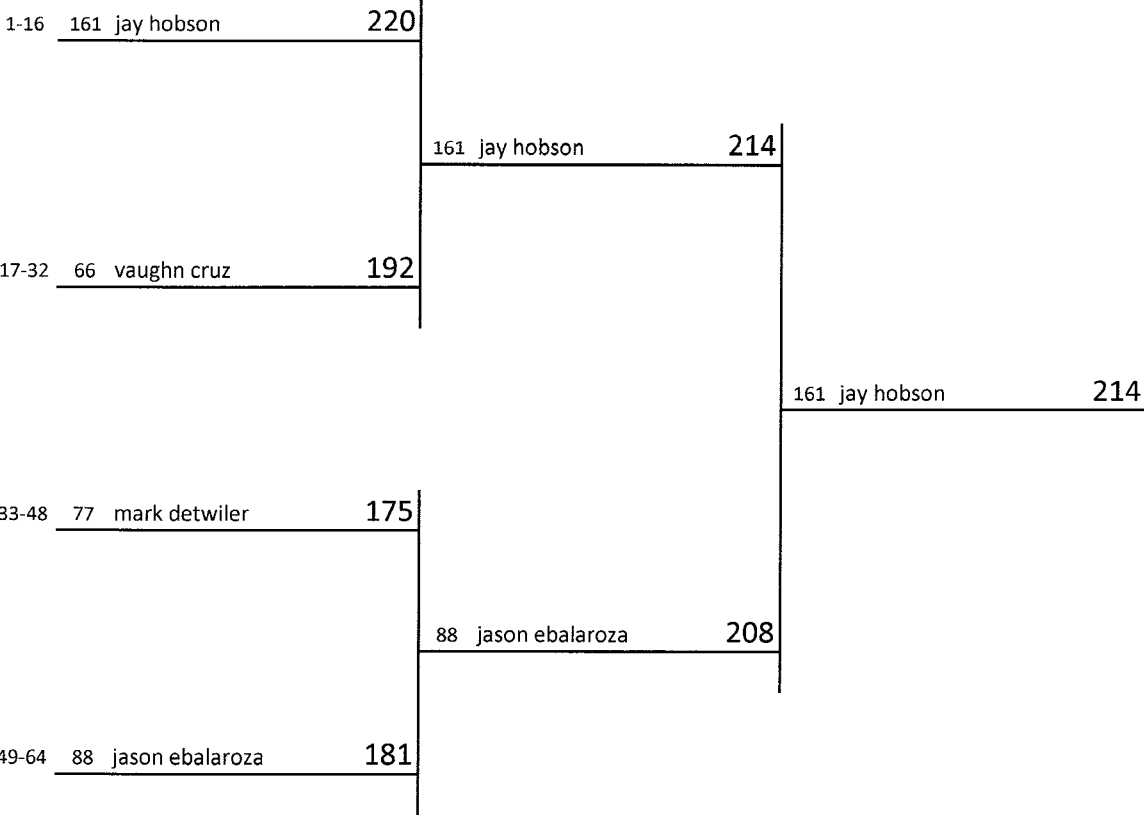 1-16 161 jay hobson 220
161 jay hobson 214
17-32 66 vaughn cruz 192
161 jay hobson 214
33-48 77 mark detwiler 175
88 jason ebalaroza 208
49-64 88 jason ebalaroza 181